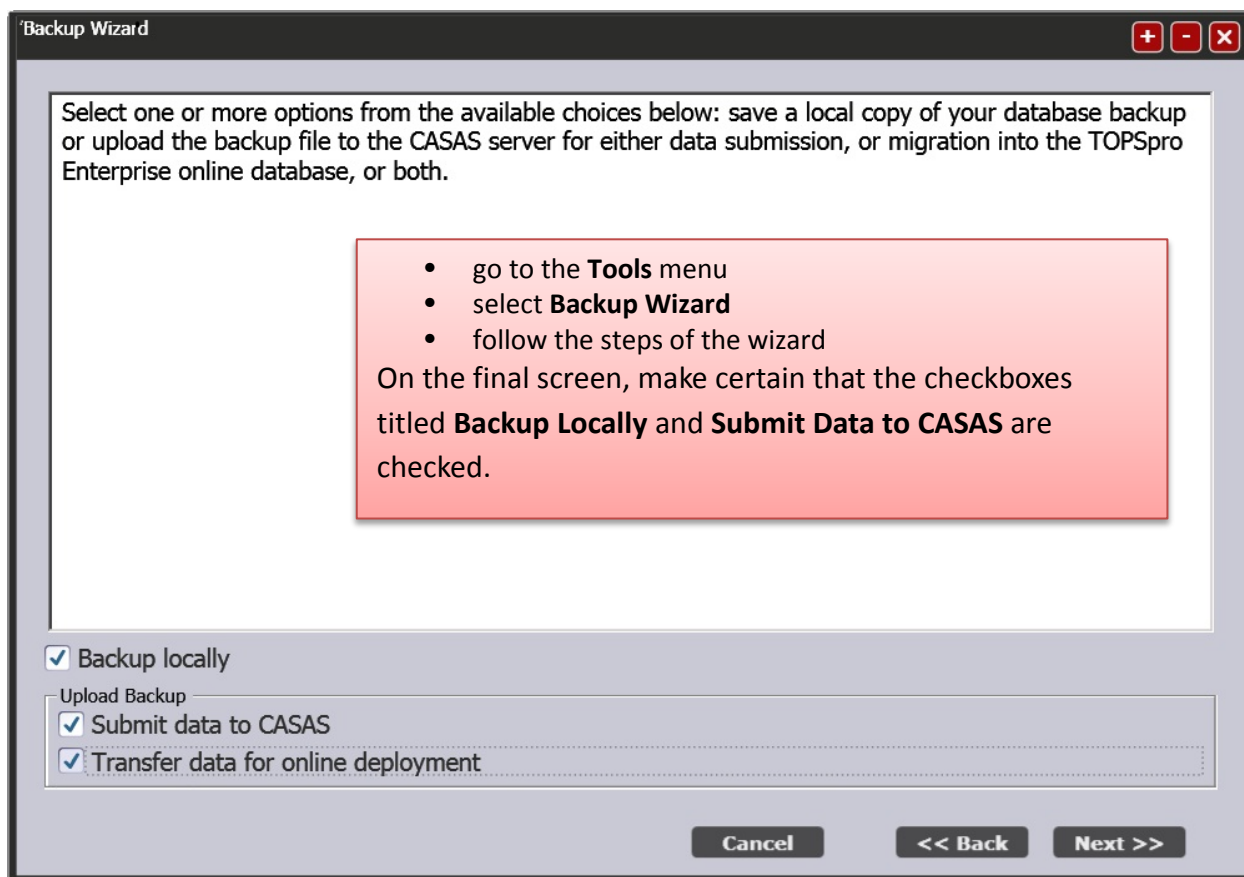 Backup Wizard
Select one or more options from the available choices below: save a local copy of your database backup
or upload the backup file to the CASAS server for either data submission, or migration into the TOPSpro
Enterprise online database, or both.
• go to the Tools menu
• select Backup Wizard
• follow the steps of the wizard
On the final screen, make certain that the checkboxes
titled Backup Locally and Submit Data to CASAS are
checked.
Backup locally
Upload Backup
Submit data to CASAS
Transfer data for online deployment
Cancel << Back Next >>